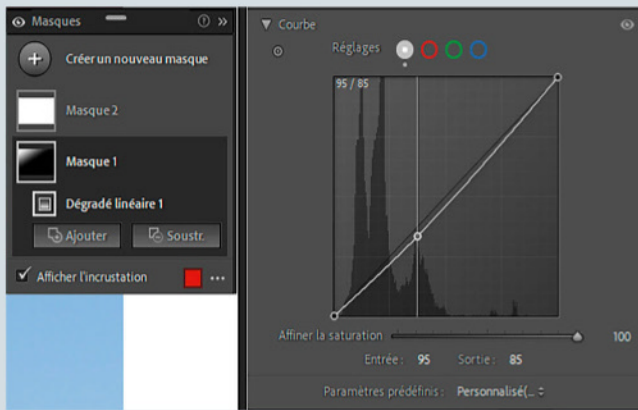 Masques
Créer un nouveau masque
Masque 2
Masque 1
Dégradé linéaire 1
Ajouter
Soustr.
Afficher l'incrustation
Courbe
Réglages
95 / 85
Affiner la saturation 100
Entrée : 95 Sortie : 85
Paramètres prédéfinis : Personnalisé(...